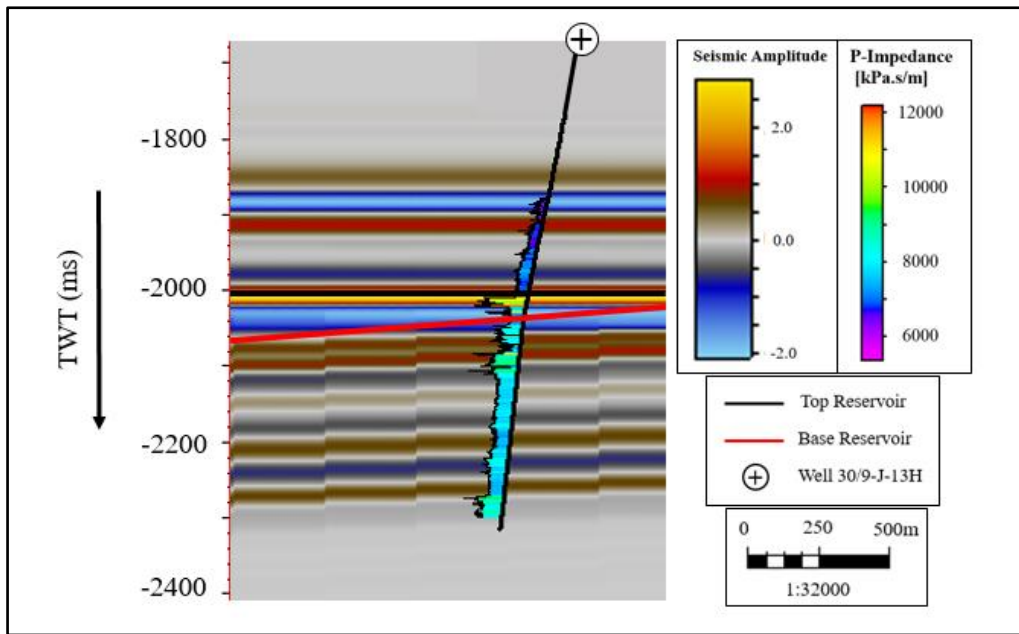 Seismic Amplitude
P-Impedance
[kPa.s/m]
2.0
0.0
-2.0
12000
10000
8000
6000
TWT (ms)
-1800
-2000
-2200
-2400
Top Reservoir
Base Reservoir
Well 30/9-J-13H
0 250 500m
1:32000